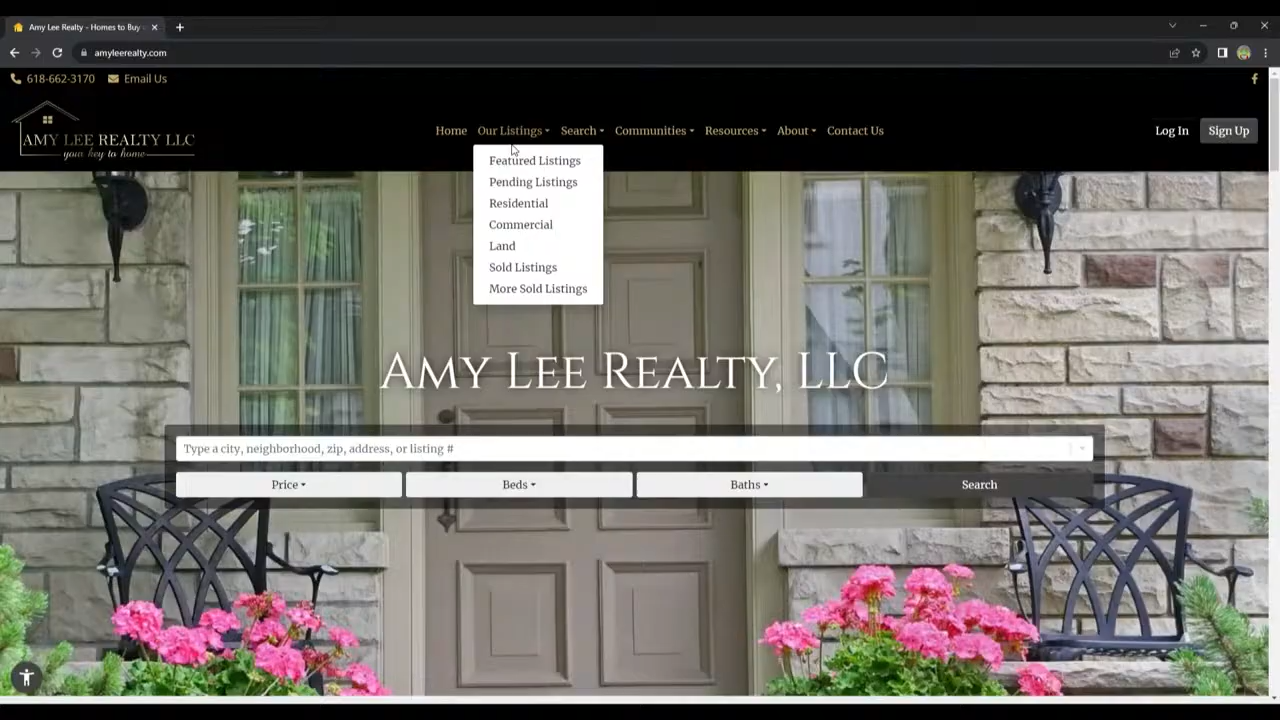 Amy Lee Realty - Homes to Buy
amyleerealty.com
618-662-3170 Email Us
AMY LEE REALTY LLC
your key to home
Home Our Listings Search Communities Resources About Contact Us
Log In Sign Up
Featured Listings
Pending Listings
Residential
Commercial
Land
Sold Listings
More Sold Listings
AMY LEE REALTY, LLC
Type a city, neighborhood, zip, address, or listing #
Price Beds Baths Search